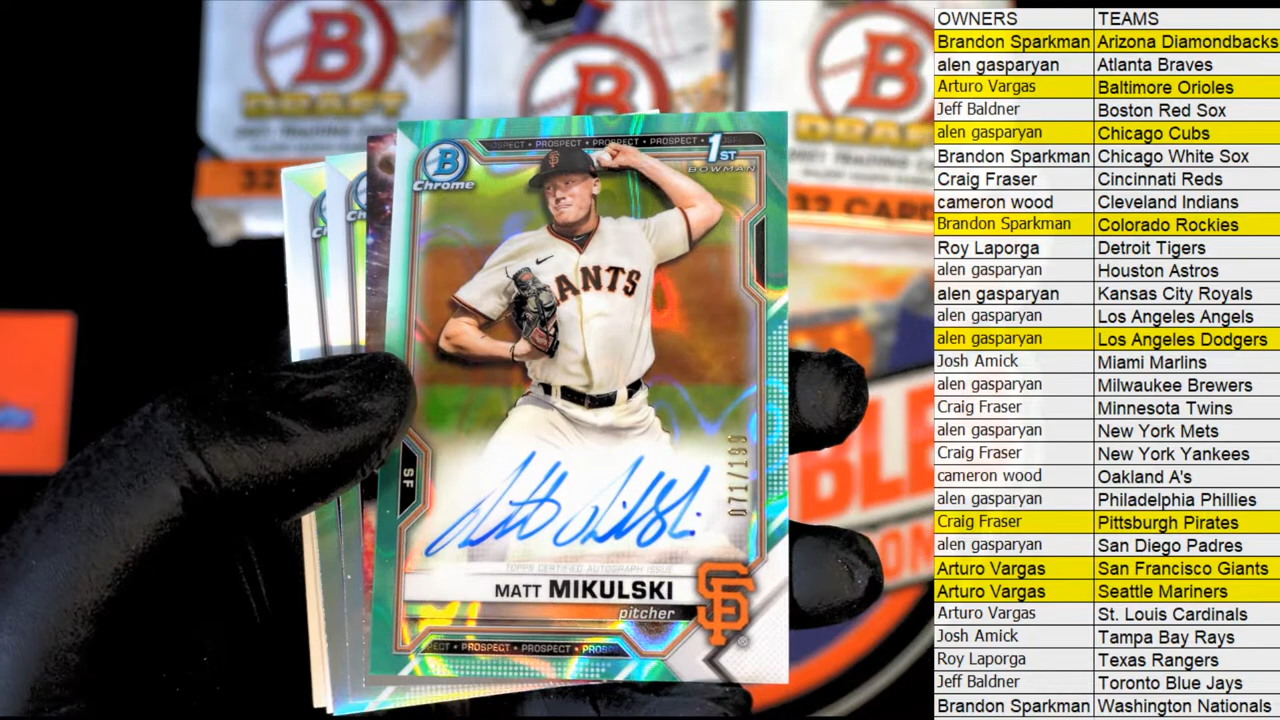 OWNERS TEAMS
Brandon Sparkman Arizona Diamondbacks
alen gasparyan Atlanta Braves
Arturo Vargas Baltimore Orioles
Jeff Baldner Boston Red Sox
alen gasparyan Chicago Cubs
Brandon Sparkman Chicago White Sox
Craig Fraser Cincinnati Reds
cameron wood Cleveland Indians
Brandon Sparkman Colorado Rockies
Roy Laporga Detroit Tigers
alen gasparyan Houston Astros
alen gasparyan Kansas City Royals
alen gasparyan Los Angeles Angels
alen gasparyan Los Angeles Dodgers
Josh Amick Miami Marlins
alen gasparyan Milwaukee Brewers
Craig Fraser Minnesota Twins
alen gasparyan New York Mets
Craig Fraser New York Yankees
cameron wood Oakland A's
alen gasparyan Philadelphia Phillies
Craig Fraser Pittsburgh Pirates
alen gasparyan San Diego Padres
Arturo Vargas San Francisco Giants
Arturo Vargas Seattle Mariners
Arturo Vargas St. Louis Cardinals
Josh Amick Tampa Bay Rays
Roy Laporga Texas Rangers
Jeff Baldner Toronto Blue Jays
Brandon Sparkman Washington Nationals
B
DRAFT
32 CARD
PROSPECT • PROSPECT • PROSPECT
1ST
BOWMAN
B
Chrome
SF
ANTS
071/199
TOPPS CERTIFIED AUTOGRAPH ISSUE
MATT MIKULSKI
pitcher
SF
PROSPECT • PROSPECT